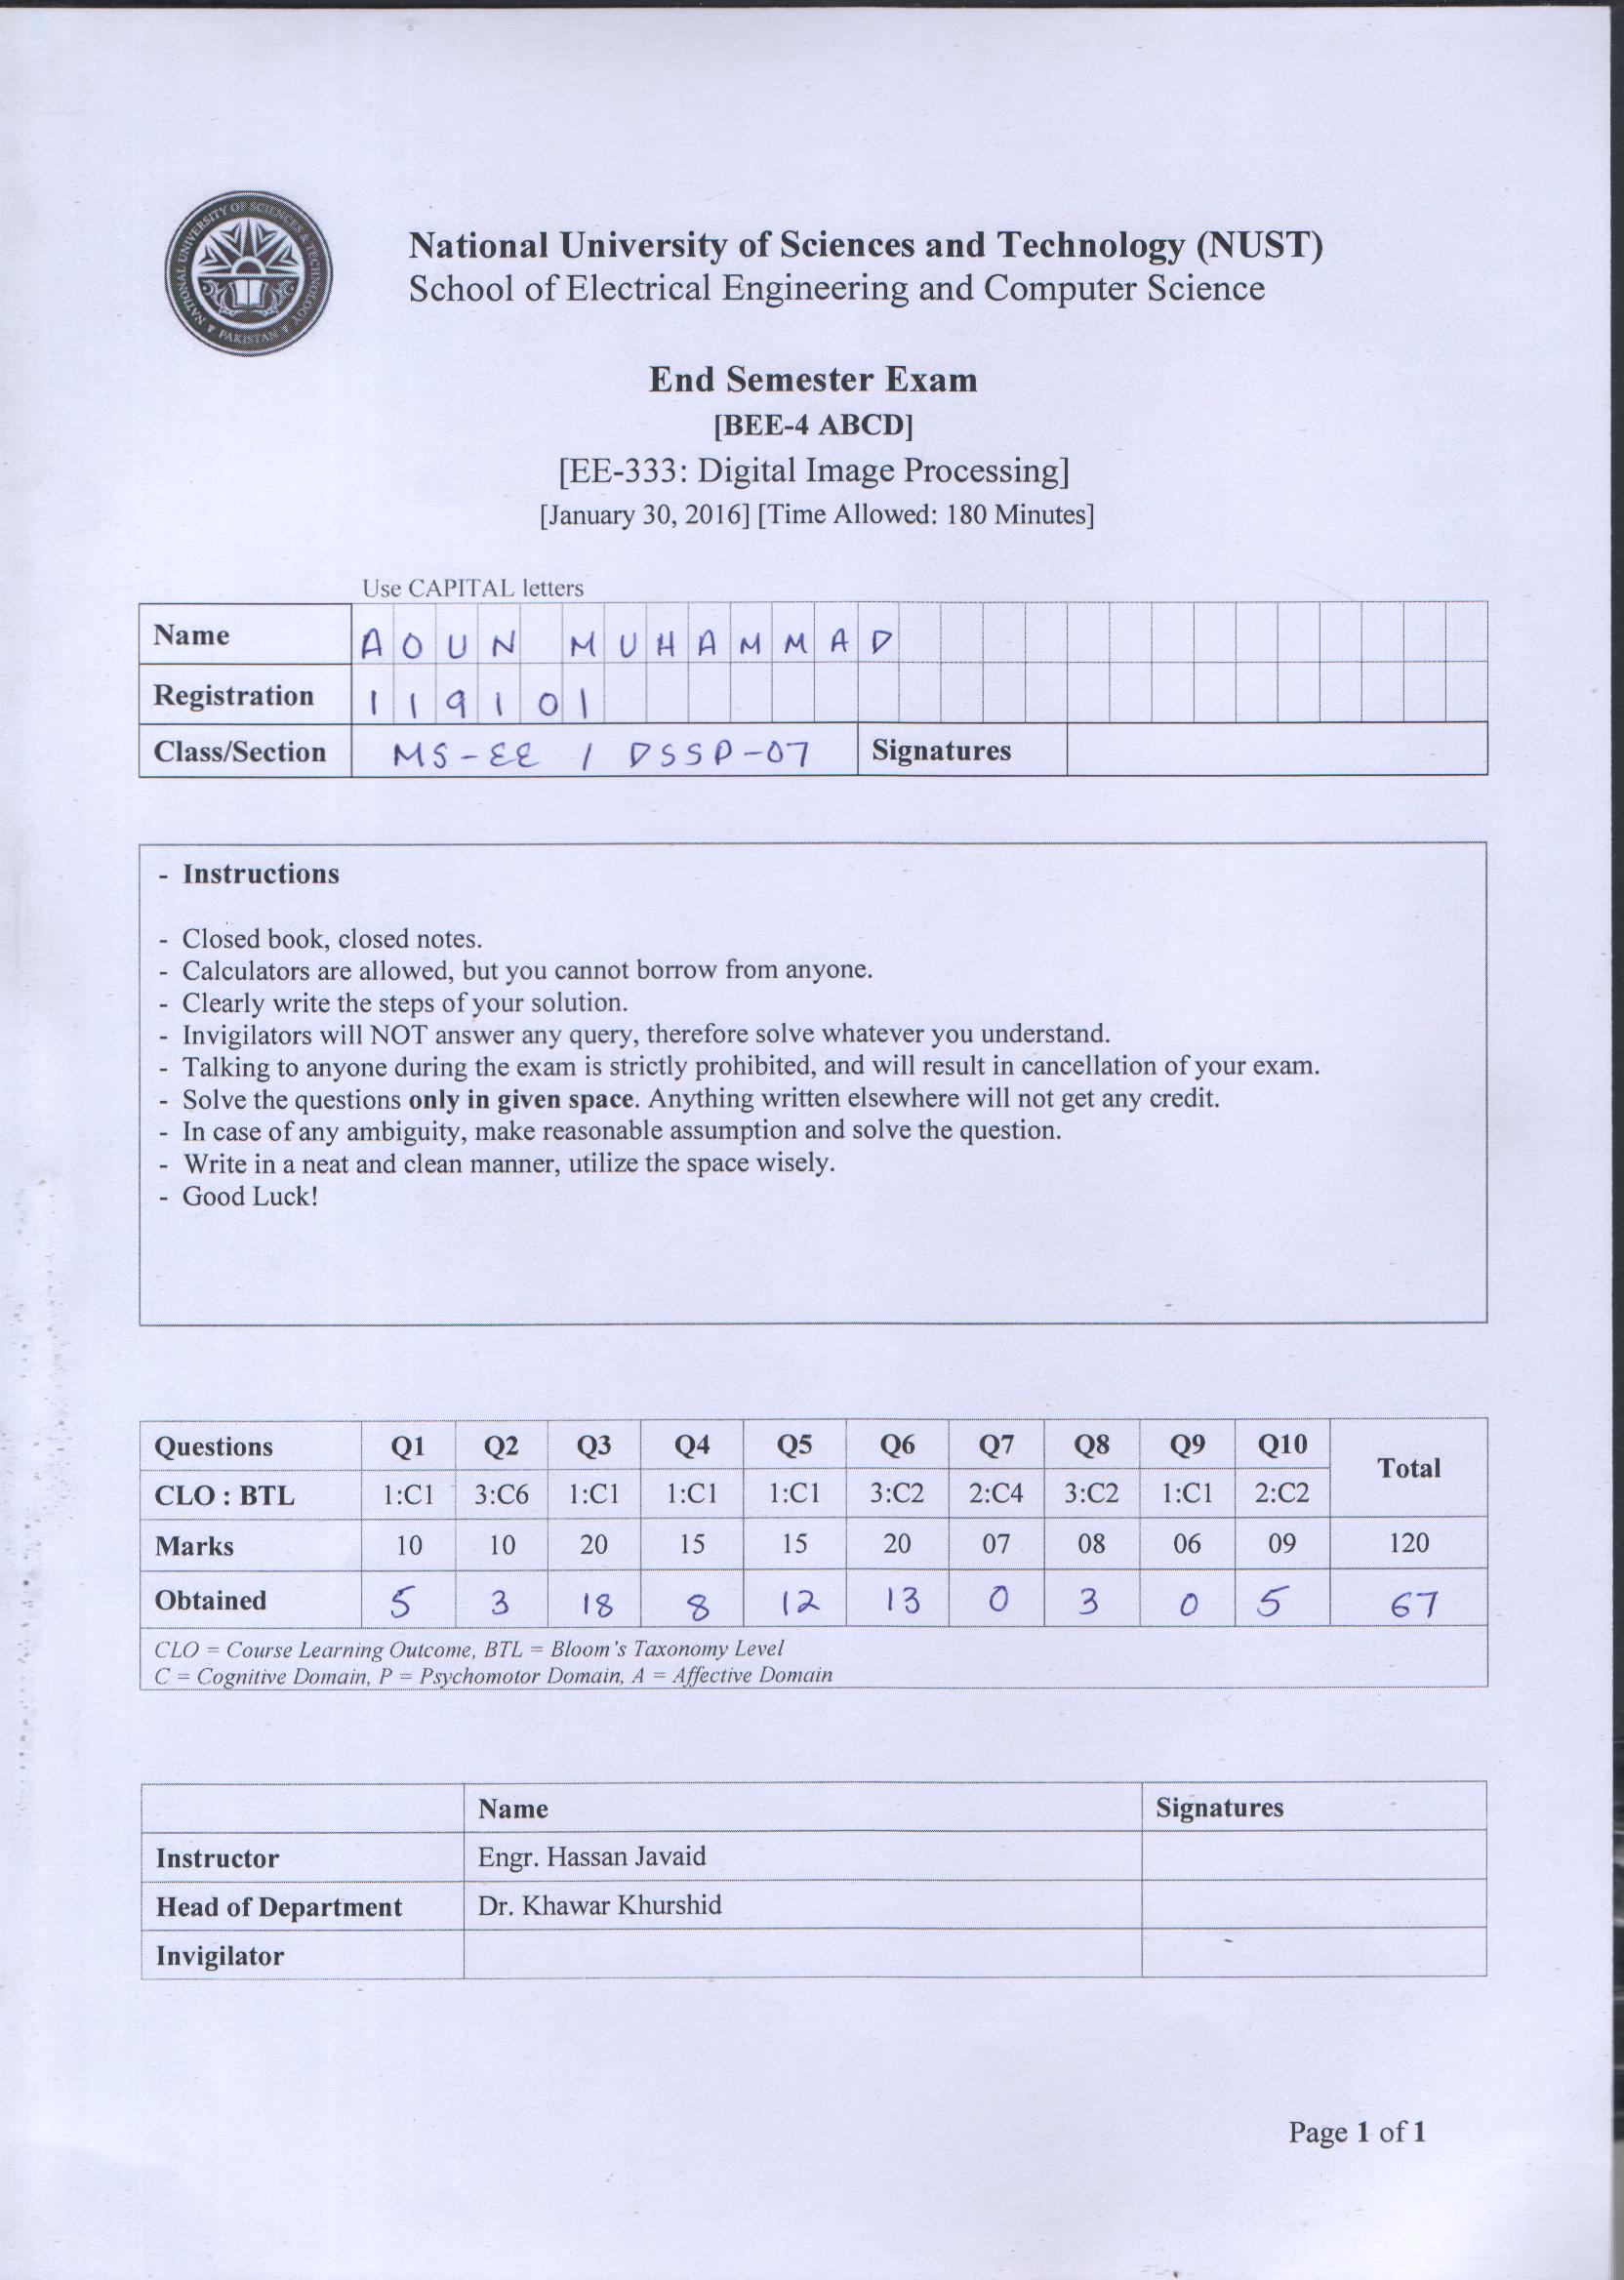 NATIONAL UNIVERSITY OF SCIENCES & TECHNOLOGY
PAKISTAN
National University of Sciences and Technology (NUST)
School of Electrical Engineering and Computer Science
End Semester Exam
[BEE-4 ABCD]
[EE-333: Digital Image Processing]
[January 30, 2016] [Time Allowed: 180 Minutes]
Use CAPITAL letters
Name AOUN MUHAMMAD
Registration 119101
Class/Section MS-EE / DSSP-07 Signatures
- Instructions
- Closed book, closed notes.
- Calculators are allowed, but you cannot borrow from anyone.
- Clearly write the steps of your solution.
- Invigilators will NOT answer any query, therefore solve whatever you understand.
- Talking to anyone during the exam is strictly prohibited, and will result in cancellation of your exam.
- Solve the questions only in given space. Anything written elsewhere will not get any credit.
- In case of any ambiguity, make reasonable assumption and solve the question.
- Write in a neat and clean manner, utilize the space wisely.
- Good Luck!
Questions Q1 Q2 Q3 Q4 Q5 Q6 Q7 Q8 Q9 Q10 Total
CLO : BTL 1:C1 3:C6 1:C1 1:C1 1:C1 3:C2 2:C4 3:C2 1:C1 2:C2
Marks 10 10 20 15 15 20 07 08 06 09 120
Obtained 5 3 18 8 12 13 0 3 0 5 67
CLO = Course Learning Outcome, BTL = Bloom's Taxonomy Level
C = Cognitive Domain, P = Psychomotor Domain, A = Affective Domain
Name Signatures
Instructor Engr. Hassan Javaid
Head of Department Dr. Khawar Khurshid
Invigilator
Page 1 of 1